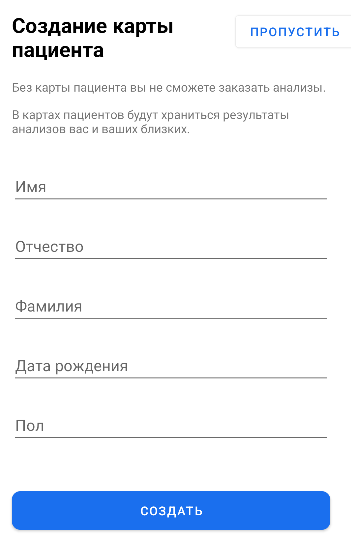 Создание карты
пациента
ПРОПУСТИТЬ
Без карты пациента вы не сможете заказать анализы.
В картах пациентов будут храниться результаты
анализов вас и ваших близких.
Имя
Отчество
Фамилия
Дата рождения
Пол
СОЗДАТЬ